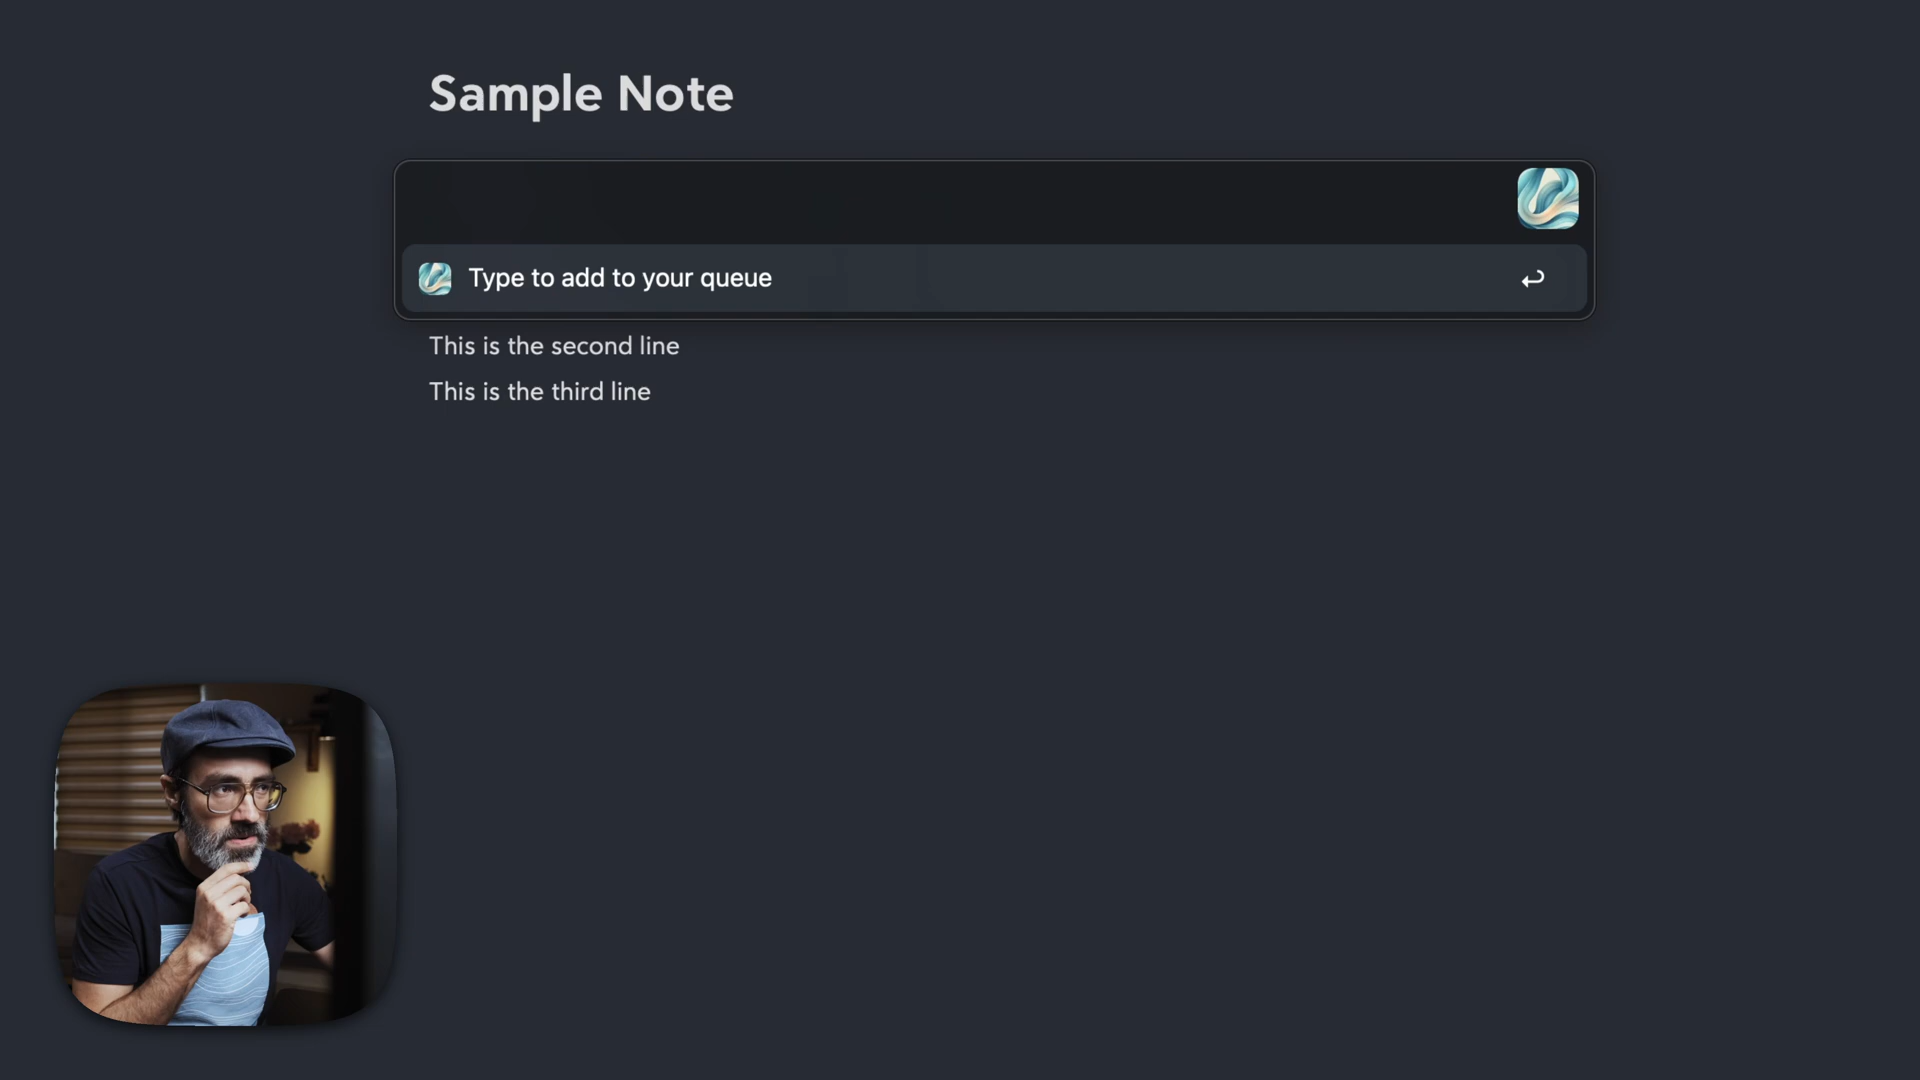 Sample Note
Type to add to your queue
This is the second line
This is the third line